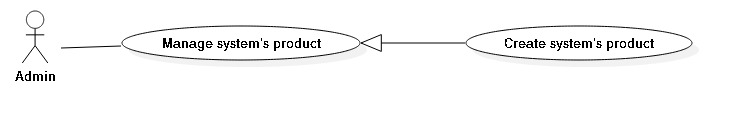 Manage system's product
Create system's product
Admin